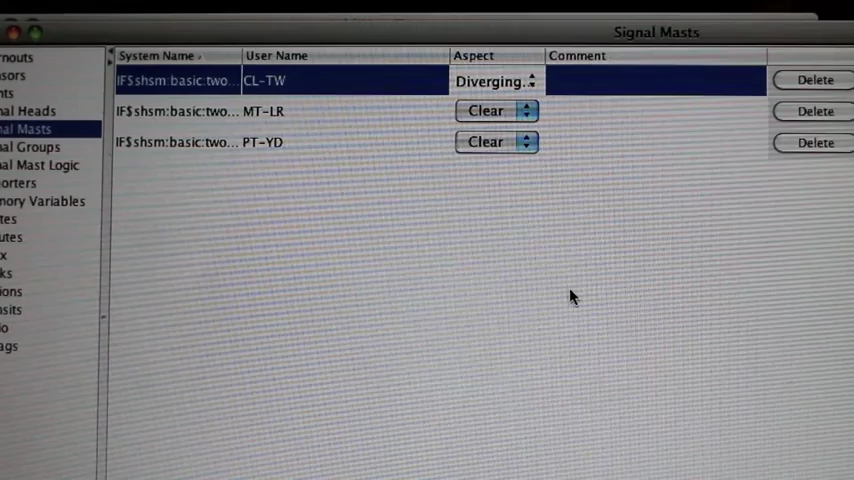 Signal Masts
System Name User Name Aspect Comment
IF$shsm:basic:two... CL-TW Diverging... Delete
IF$shsm:basic:two... MT-LR Clear Delete
IF$shsm:basic:two... PT-YD Clear Delete
nouts
sors
nts
nal Heads
nal Masts
nal Groups
nal Mast Logic
orters
mory Variables
tes
utes
x
ks
ions
nsits
io
ags